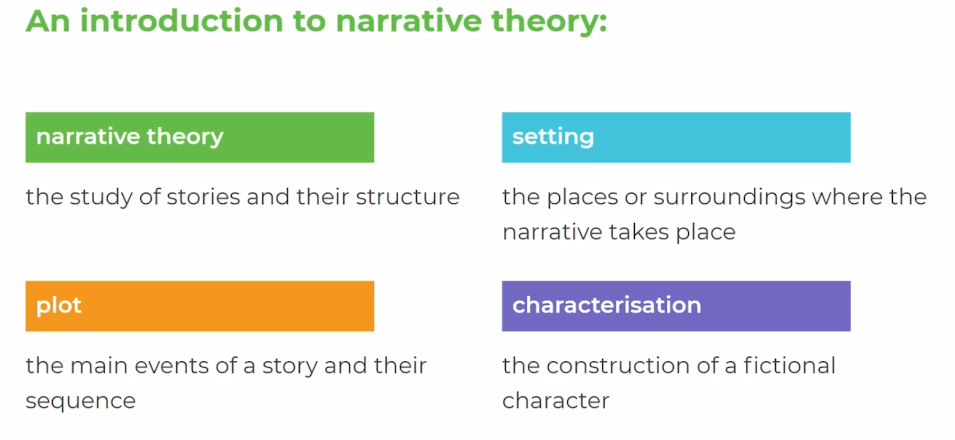 An introduction to narrative theory:
narrative theory
the study of stories and their structure
setting
the places or surroundings where the
narrative takes place
plot
the main events of a story and their
sequence
characterisation
the construction of a fictional
character